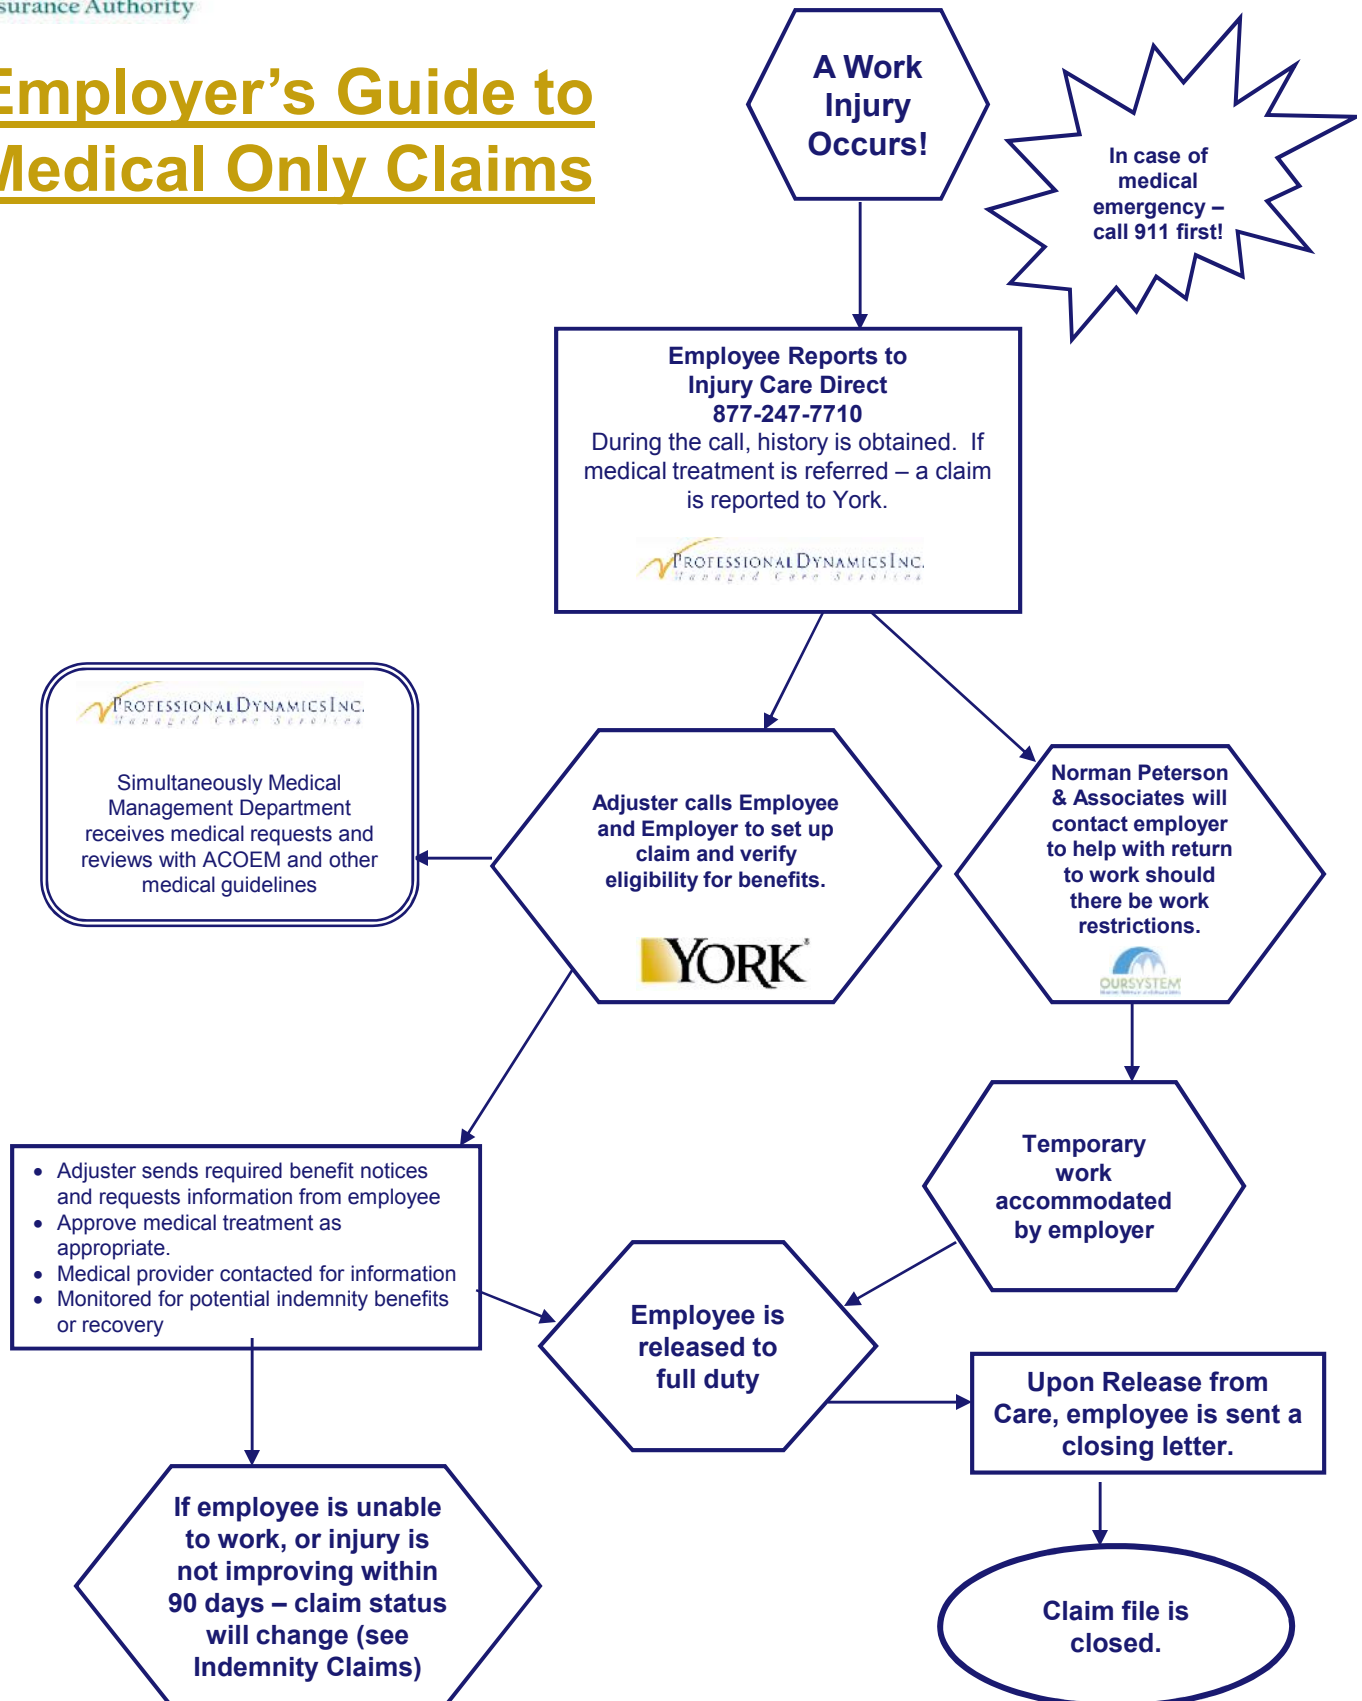 surance Authority
Employer's Guide to
Medical Only Claims
A Work
Injury
Occurs!
In case of
medical
emergency –
call 911 first!
Employee Reports to
Injury Care Direct
877-247-7710
During the call, history is obtained.  If
medical treatment is referred – a claim
is reported to York.
PROFESSIONAL DYNAMICS INC.
Managed Care Services
PROFESSIONAL DYNAMICS INC.
Managed Care Services
Simultaneously Medical
Management Department
receives medical requests and
reviews with ACOEM and other
medical guidelines
Adjuster calls Employee
and Employer to set up
claim and verify
eligibility for benefits.
YORK
Norman Peterson
& Associates will
contact employer
to help with return
to work should
there be work
restrictions.
OURSYSTEM
• Adjuster sends required benefit notices
and requests information from employee
• Approve medical treatment as
appropriate.
• Medical provider contacted for information
• Monitored for potential indemnity benefits
or recovery
Temporary
work
accommodated
by employer
Employee is
released to
full duty
Upon Release from
Care, employee is sent a
closing letter.
If employee is unable
to work, or injury is
not improving within
90 days – claim status
will change (see
Indemnity Claims)
Claim file is
closed.